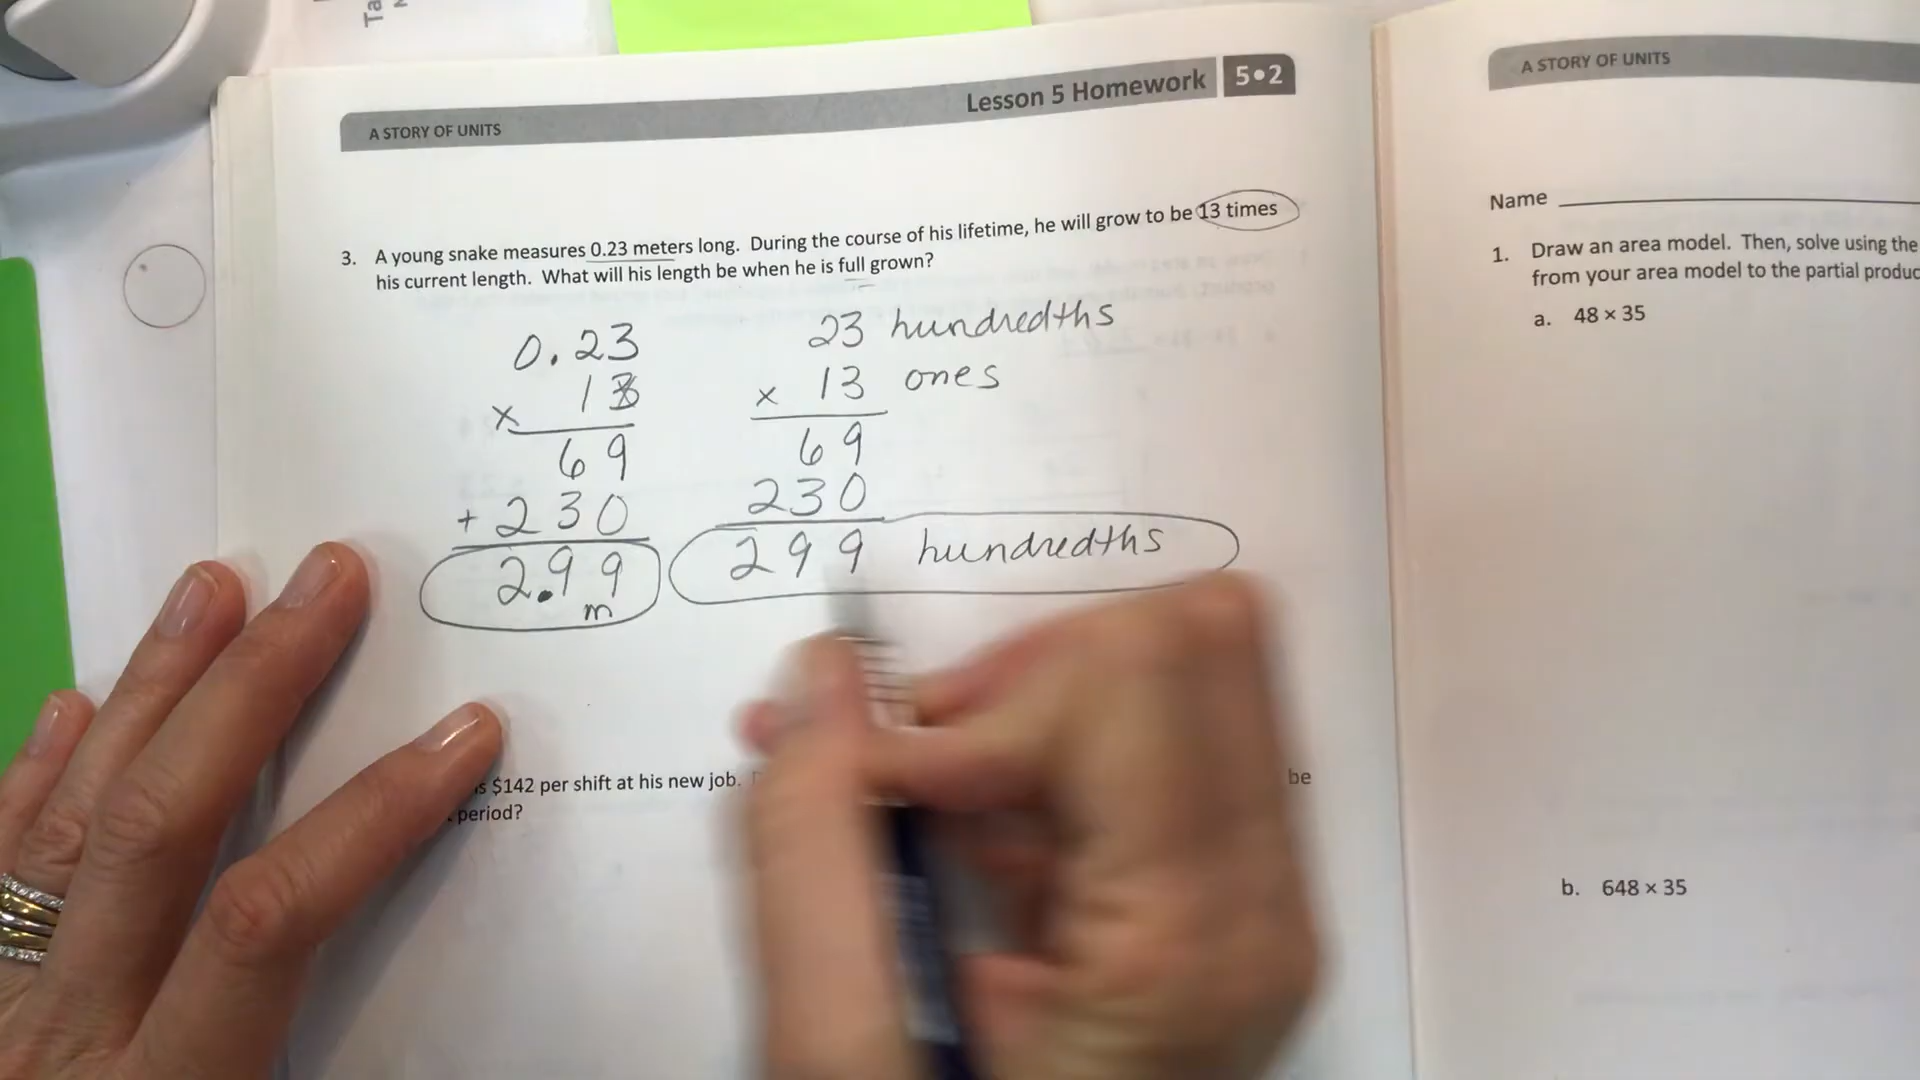 Ta
A STORY OF UNITS
Lesson 5 Homework 5•2
3. A young snake measures 0.23 meters long. During the course of his lifetime, he will grow to be 13 times
his current length. What will his length be when he is full grown?
0.23
x 13
69
+ 230
2.99
m
23 hundredths
x 13 ones
69
230
299 hundredths
$142 per shift at his new job.
be
period?
A STORY OF UNITS
Name
1. Draw an area model. Then, solve using the
from your area model to the partial
a. 48 × 35
b. 648 × 35